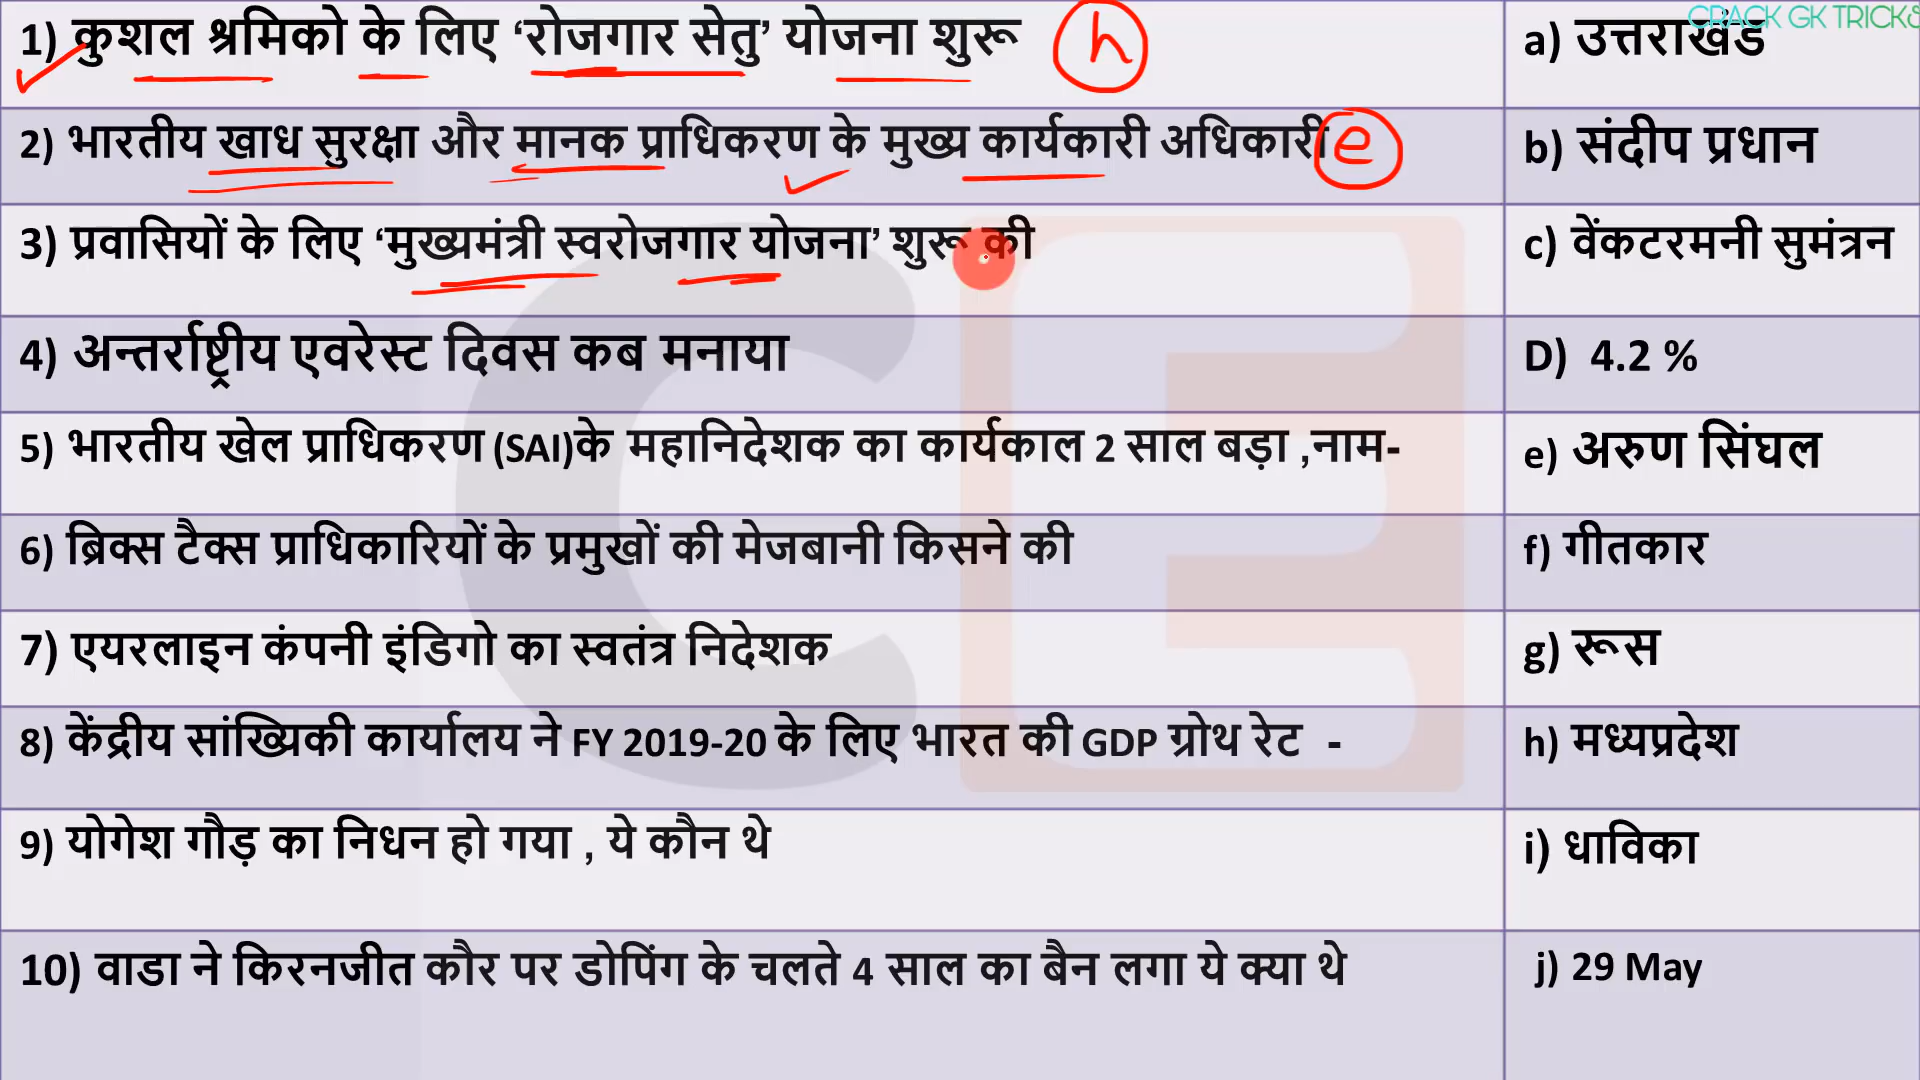 CRACK GK TRICKS
1) कुशल श्रमिको के लिए ‘रोजगार सेतु’ योजना शुरू h
a) उत्तराखंड
2) भारतीय खाध सुरक्षा और मानक प्राधिकरण के मुख्य कार्यकारी अधिकारी e
b) संदीप प्रधान
3) प्रवासियों के लिए ‘मुख्यमंत्री स्वरोजगार योजना’ शुरू की
c) वेंकटरमनी सुमंत्रन
4) अन्तर्राष्ट्रीय एवरेस्ट दिवस कब मनाया
D) 4.2 %
5) भारतीय खेल प्राधिकरण (SAI)के महानिदेशक का कार्यकाल 2 साल बड़ा ,नाम-
e) अरुण सिंघल
6) ब्रिक्स टैक्स प्राधिकारियों के प्रमुखों की मेजबानी किसने की
f) गीतकार
7) एयरलाइन कंपनी इंडिगो का स्वतंत्र निदेशक
g) रूस
8) केंद्रीय सांख्यिकी कार्यालय ने FY 2019-20 के लिए भारत की GDP ग्रोथ रेट -
h) मध्यप्रदेश
9) योगेश गौड़ का निधन हो गया , ये कौन थे
i) धाविका
10) वाडा ने किरनजीत कौर पर डोपिंग के चलते 4 साल का बैन लगा ये क्या थे
j) 29 May